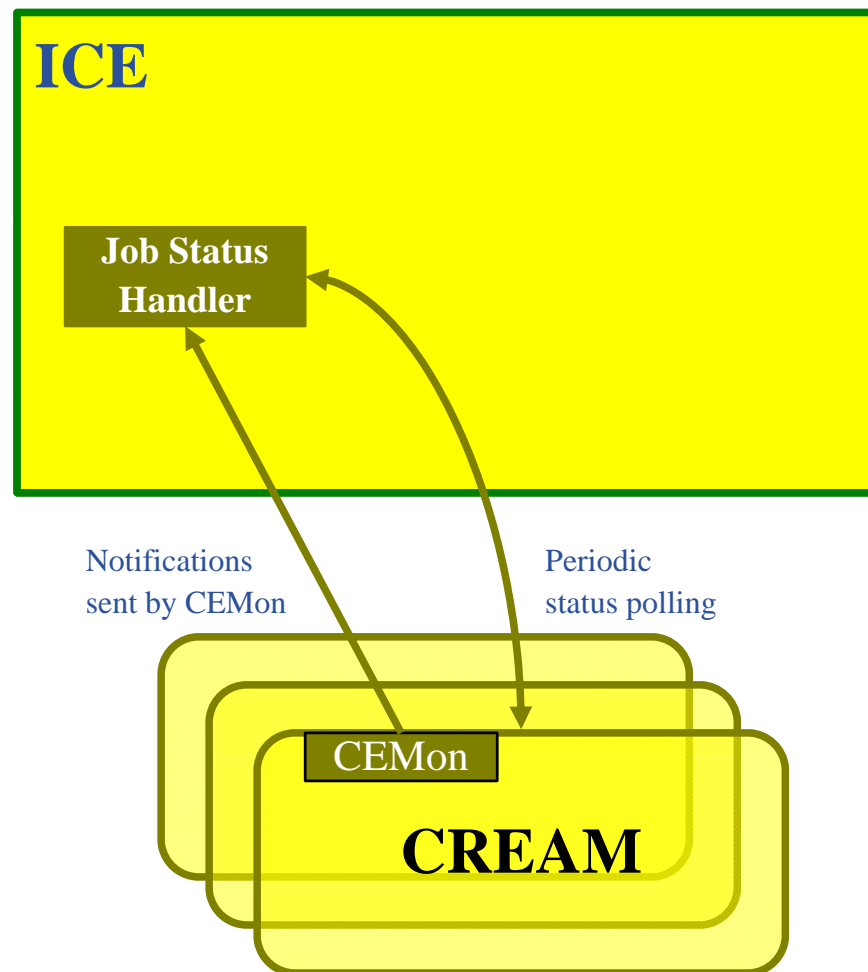 ICE
Job Status
Handler
Notifications
sent by CEMon
Periodic
status polling
CEMon
CREAM